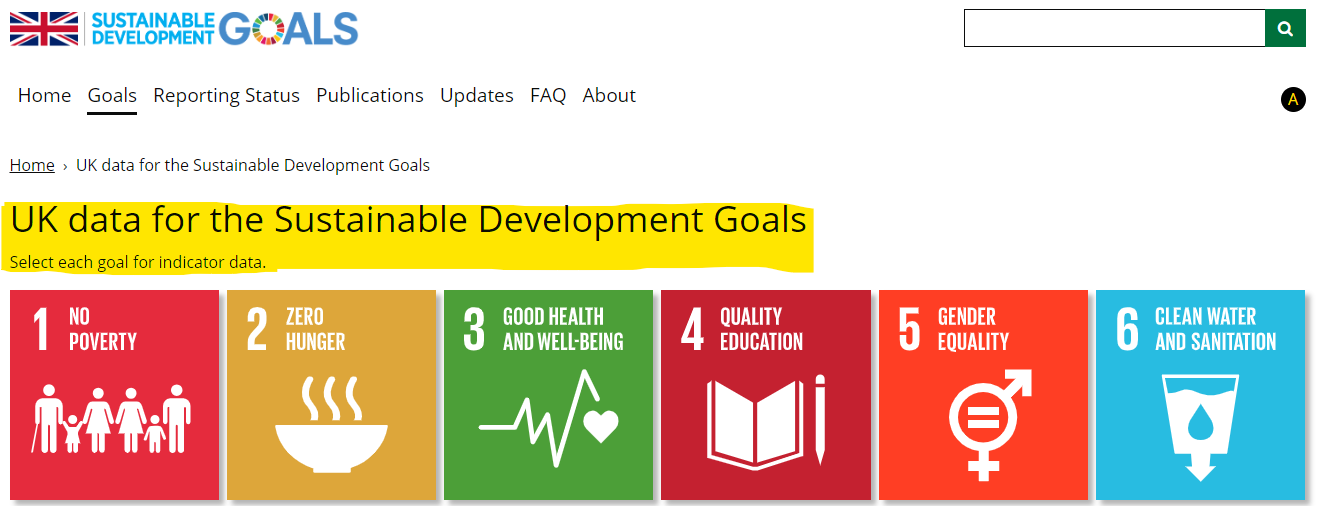 SUSTAINABLE
DEVELOPMENT GOALS
Home Goals Reporting Status Publications Updates FAQ About
A
Home › UK data for the Sustainable Development Goals
UK data for the Sustainable Development Goals
Select each goal for indicator data.
1 NO
POVERTY
2 ZERO
HUNGER
3 GOOD HEALTH
AND WELL-BEING
4 QUALITY
EDUCATION
5 GENDER
EQUALITY
6 CLEAN WATER
AND SANITATION